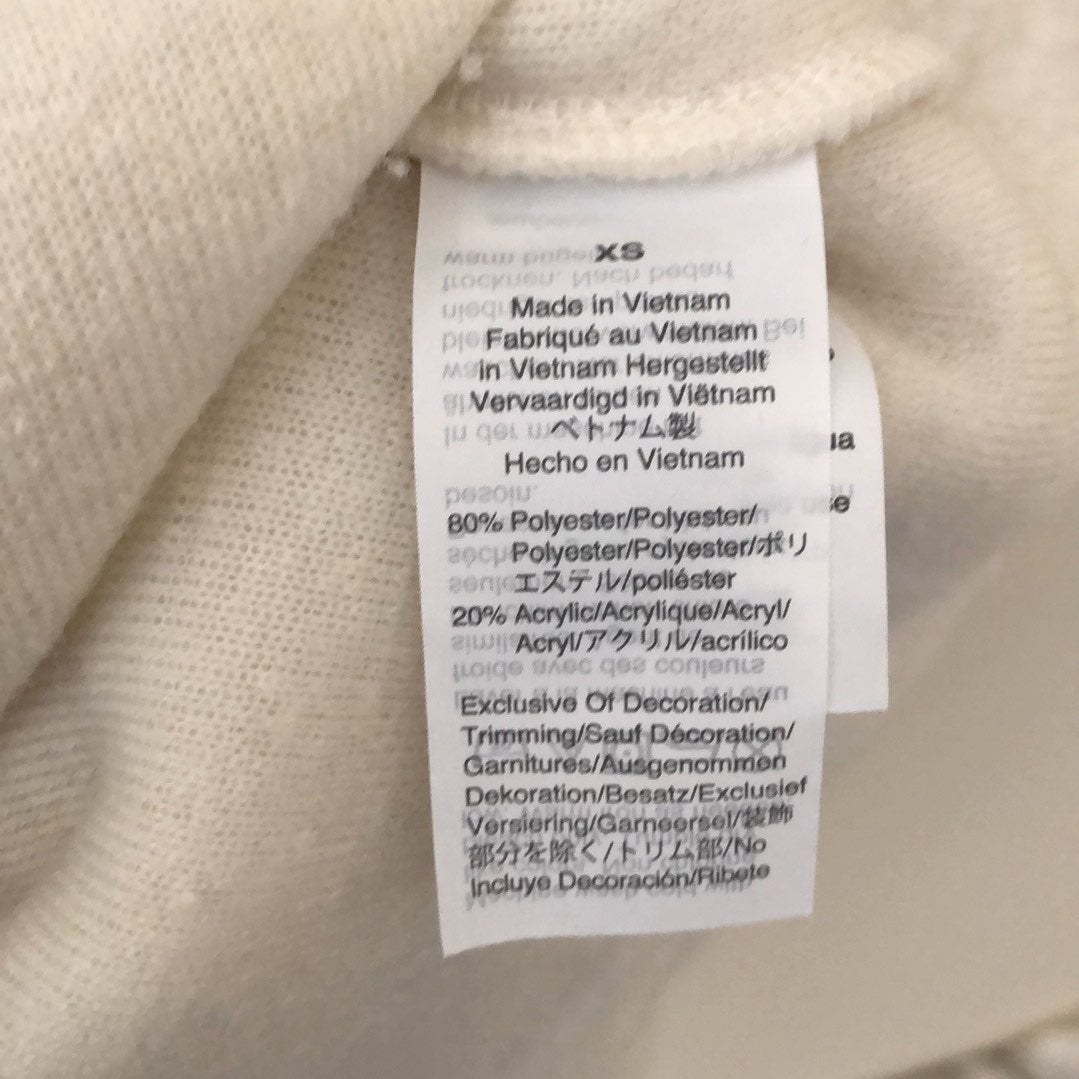 XS
Made in Vietnam
Fabriqué au Vietnam
In Vietnam Hergestellt
Vervaardigd in Viëtnam
ベトナム製
Hecho en Vietnam
80% Polyester/Polyester/
Polyester/Polyester/ポリ
エステル/poliéster
20% Acrylic/Acrylique/Acryl/
Acryl/アクリル/acrílico
Exclusive Of Decoration/
Trimming/Sauf Décoration/
Garnitures/Ausgenommen
Dekoration/Besatz/Exclusief
Versiering/Garneersel/装飾
部分を除く/トリム部/No
Incluye Decoración/Ribete